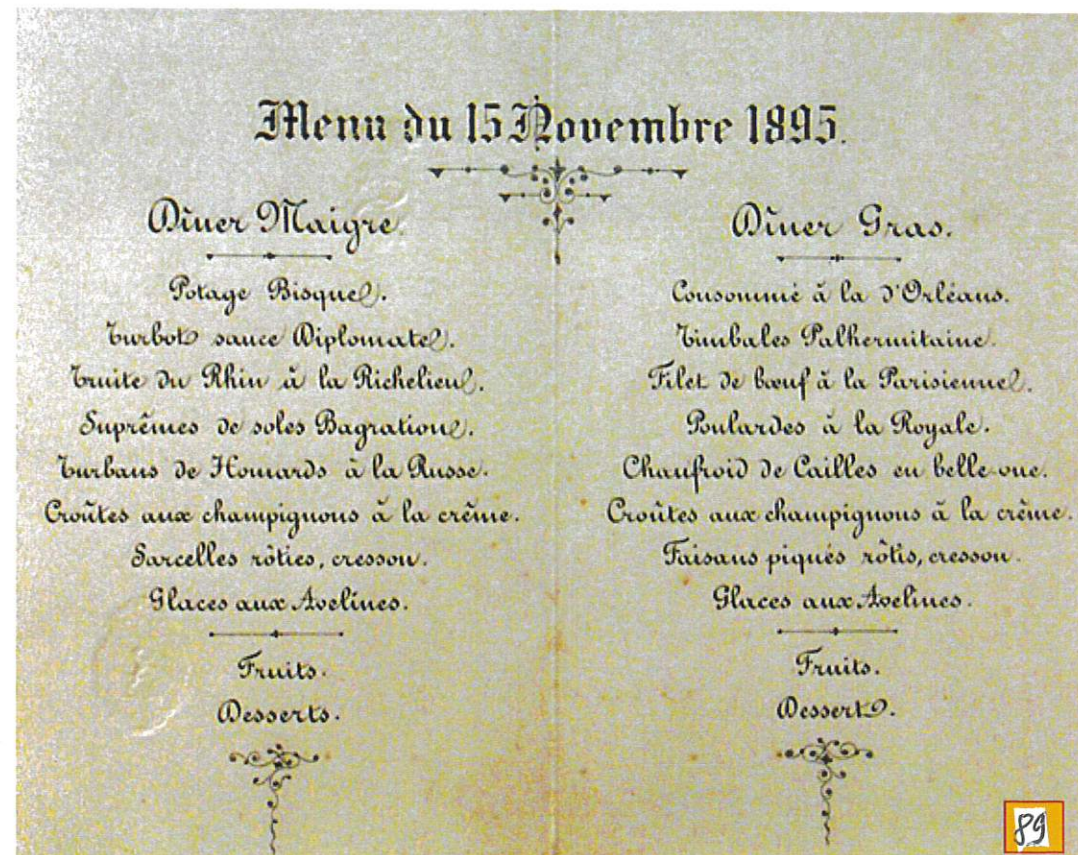 Menu du 15 Novembre 1895.
Dîner Maigre.
Potage Bisque.
Turbot sauce Diplomate.
Truite du Rhin à la Richelieu.
Suprêmes de soles Bagration.
Turbans de Homards à la Russe.
Croûtes aux champignons à la crême.
Sarcelles rôties, cresson.
Glaces aux Avelines.
Fruits.
Desserts.
Dîner Gras.
Consommé à la d'Orléans.
Timbales Palhermitaine.
Filet de bœuf à la Parisienne.
Poulardes à la Royale.
Chaufroid de Cailles en belle-vue.
Croûtes aux champignons à la crème.
Faisans piqués rôtis, cresson.
Glaces aux Avelines.
Fruits.
Dessert.
89